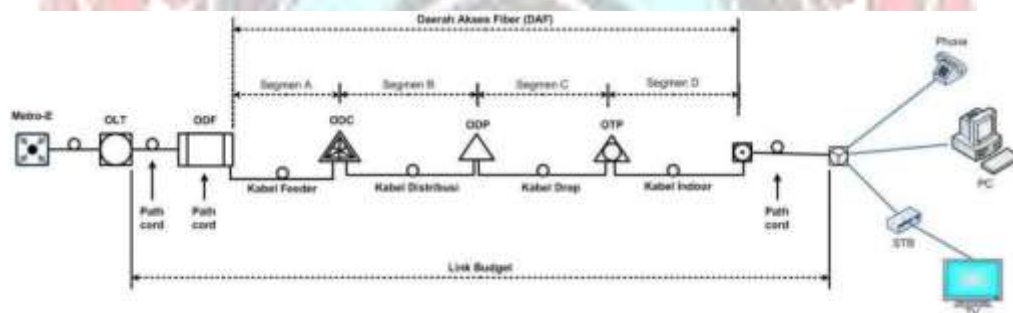 Daerah Akses Fiber (DAF)
Segmen A
Segmen B
Segmen C
Segmen D
Phone
Metro-E
OLT
ODF
ODC
ODP
OTP
PC
Kabel Feeder
Kabel Distribusi
Kabel Drop
Kabel Indoor
Path
cord
Path
cord
Path
cord
STB
Link Budget
TV